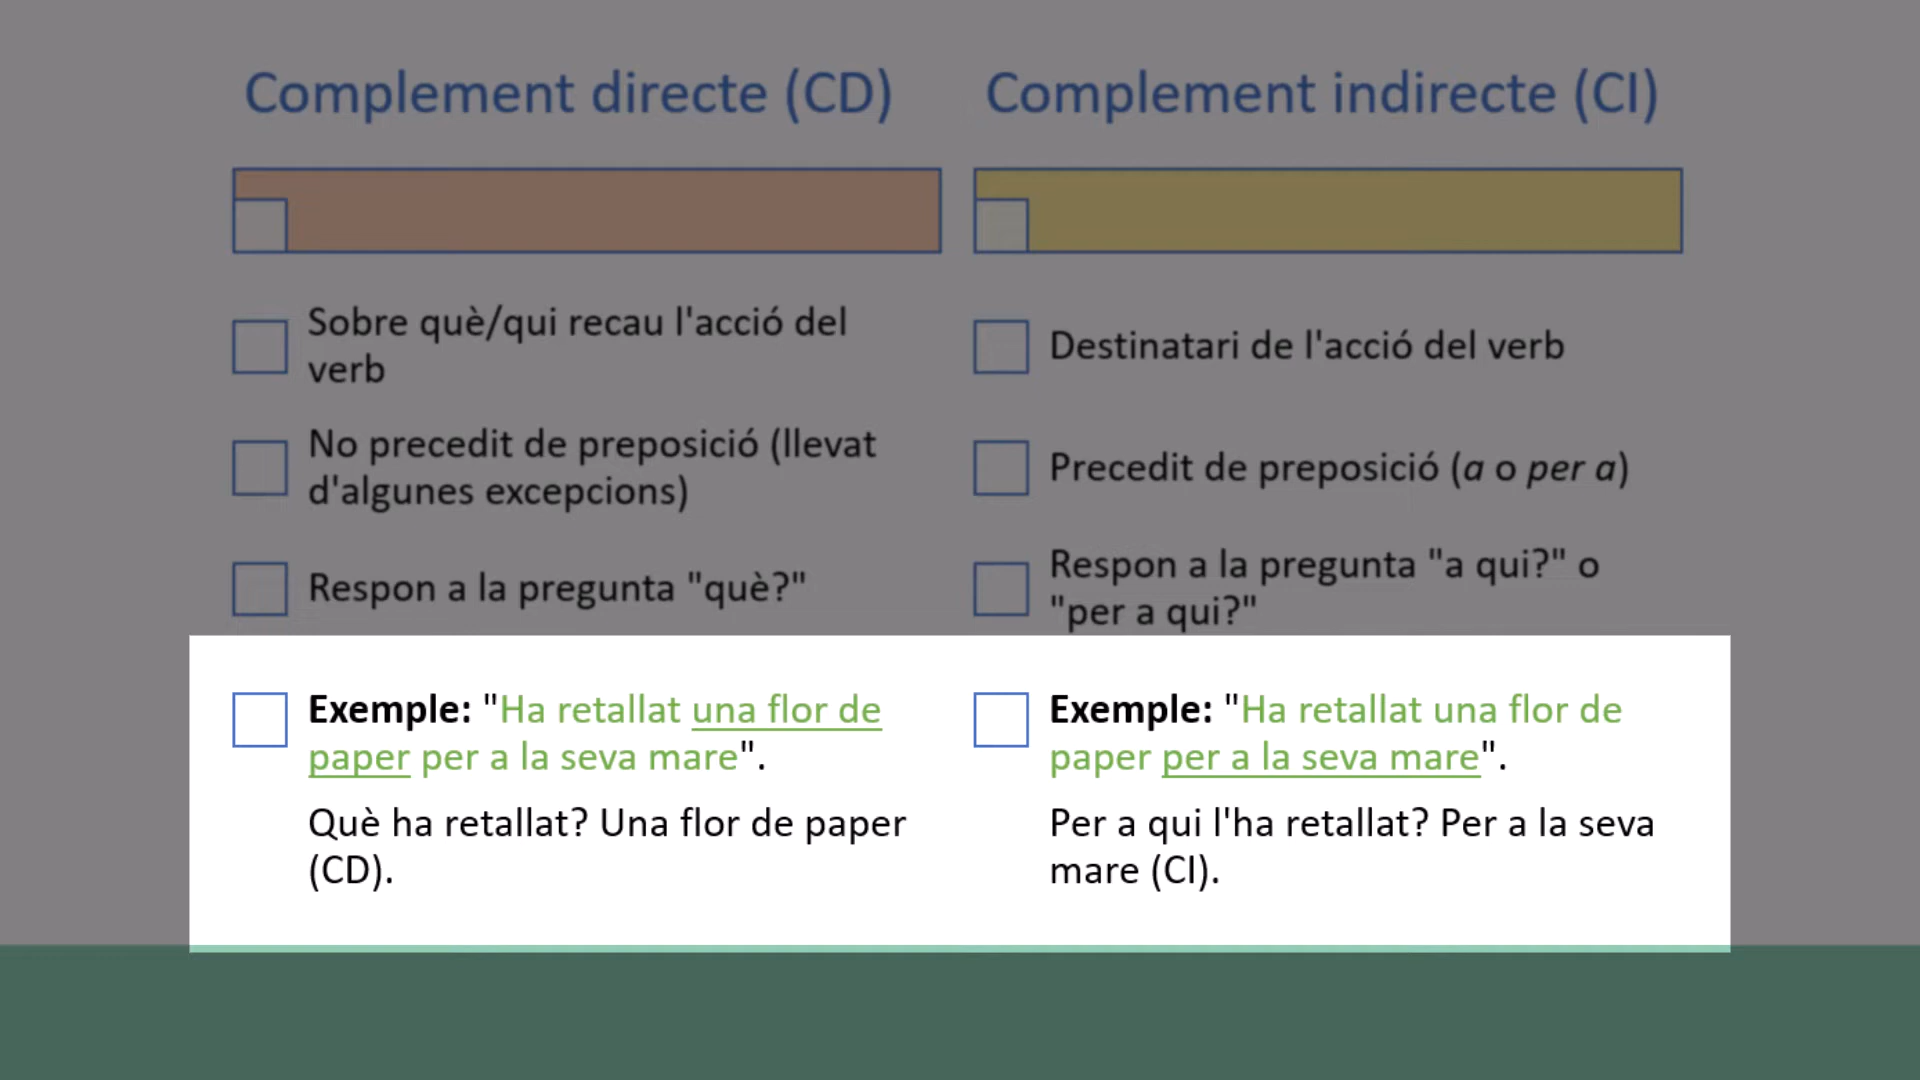 Complement directe (CD)
Sobre què/qui recau l'acció del
verb
No precedit de preposició (llevat
d'algunes excepcions)
Respon a la pregunta "què?"
Exemple: "Ha retallat una flor de
paper per a la seva mare".
Què ha retallat? Una flor de paper
(CD).
Complement indirecte (CI)
Destinatari de l'acció del verb
Precedit de preposició (a o per a)
Respon a la pregunta "a qui?" o
"per a qui?"
Exemple: "Ha retallat una flor de
paper per a la seva mare".
Per a qui l'ha retallat? Per a la seva
mare (CI).